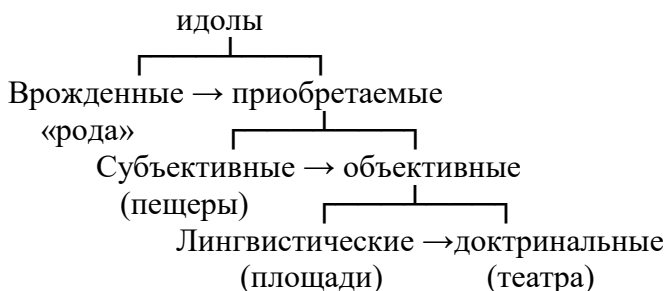 идолы
Врожденные → приобретаемые
«рода»
Субъективные → объективные
(пещеры)
Лингвистические →доктринальные
(площади) (театра)